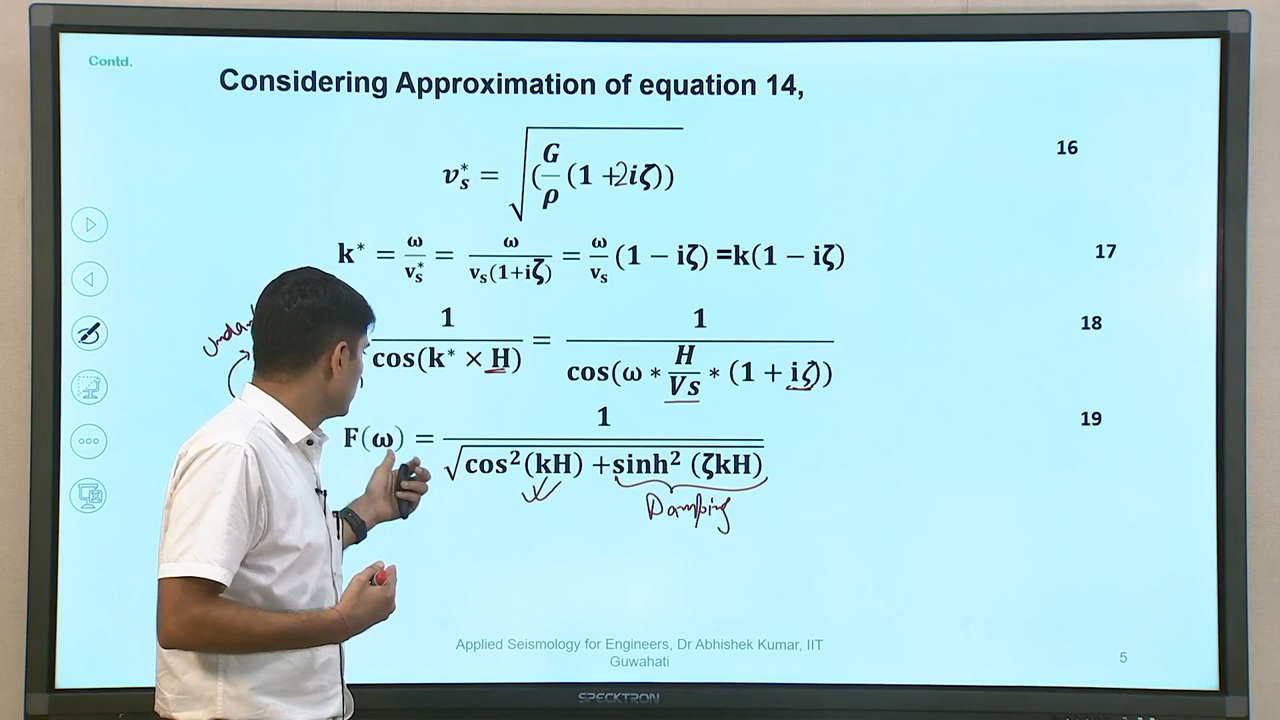 Contd.
Considering Approximation of equation 14,
v*ₛ = √((G/ρ)(1 + 2iζ)) 16
k* = ω/v*ₛ = ω/(vₛ(1+iζ)) = ω/vₛ (1 − iζ) =k(1 − iζ) 17
1/cos(k* × H) = 1/cos(ω * H/Vs * (1 + iζ)) 18
F(ω) = 1/√(cos²(kH) + sinh² (ζkH)) 19
Damping
Applied Seismology for Engineers, Dr Abhishek Kumar, IIT
Guwahati
5
SPECKTRON